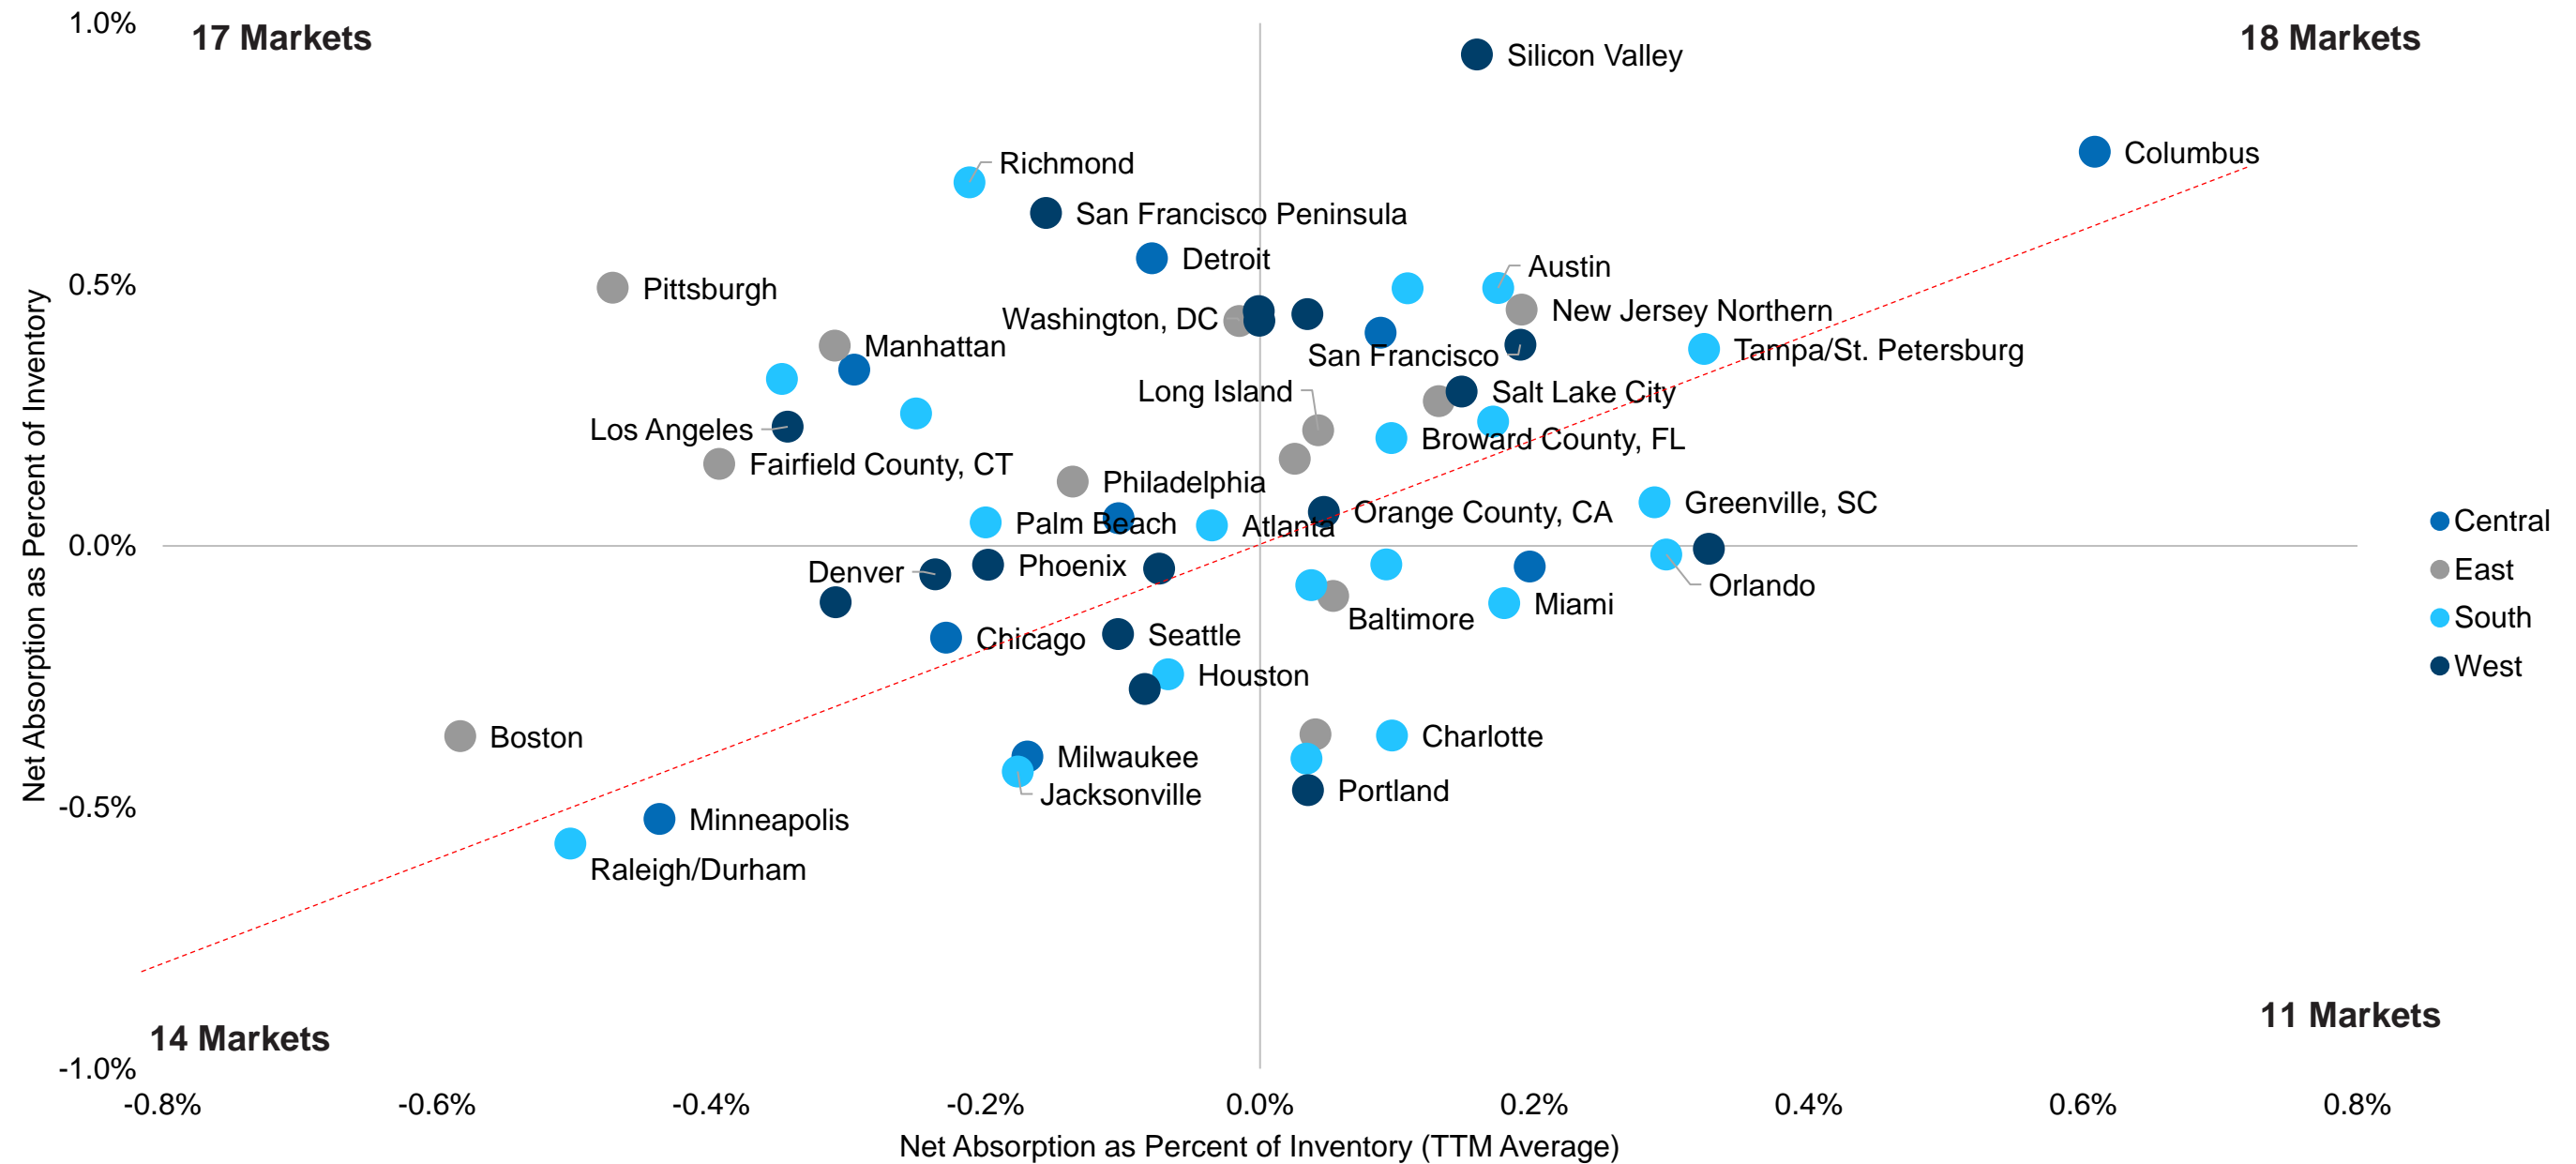 1.0%
17 Markets
18 Markets
Silicon Valley
Columbus
Richmond
San Francisco Peninsula
Detroit
Austin
0.5%
Pittsburgh
New Jersey Northern
Washington, DC
Manhattan
San Francisco
Tampa/St. Petersburg
Long Island
Salt Lake City
Los Angeles
Broward County, FL
Fairfield County, CT
Philadelphia
Greenville, SC
Orange County, CA
Palm Beach
Atlanta
Central
0.0%
Phoenix
Denver
East
Orlando
Miami
Baltimore
South
Seattle
Chicago
West
Houston
Boston
Charlotte
Milwaukee
Jacksonville
Portland
-0.5%
Minneapolis
Raleigh/Durham
Net Absorption as Percent of Inventory
11 Markets
14 Markets
-1.0%
-0.8% -0.6% -0.4% -0.2% 0.0% 0.2% 0.4% 0.6% 0.8%
Net Absorption as Percent of Inventory (TTM Average)